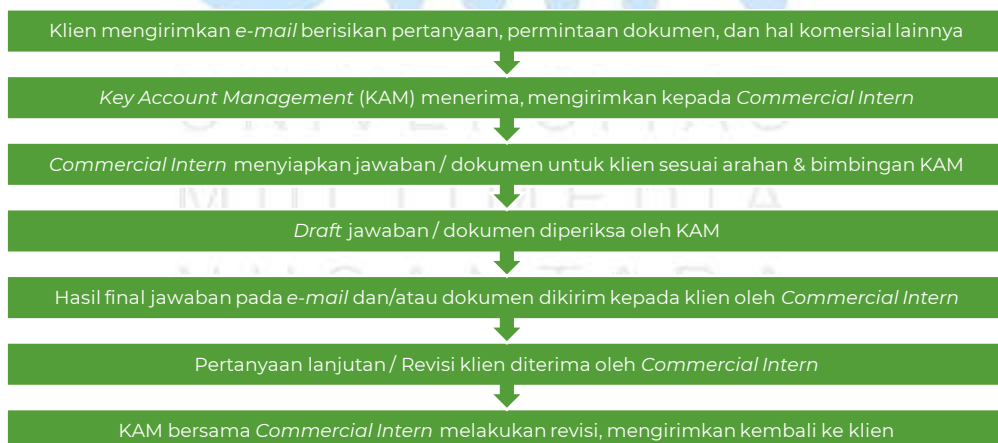 Klien mengirimkan e-mail berisikan pertanyaan, permintaan dokumen, dan hal komersial lainnya
Key Account Management (KAM) menerima, mengirimkan kepada Commercial Intern
UNIVERSITAS
Commercial Intern menyiapkan jawaban / dokumen untuk klien sesuai arahan & bimbingan KAM
MULTIMEDIA
Draft jawaban / dokumen diperiksa oleh KAM
NUSANTARA
Hasil final jawaban pada e-mail dan/atau dokumen dikirim kepada klien oleh Commercial Intern
Pertanyaan lanjutan / Revisi klien diterima oleh Commercial Intern
KAM bersama Commercial Intern melakukan revisi, mengirimkan kembali ke klien